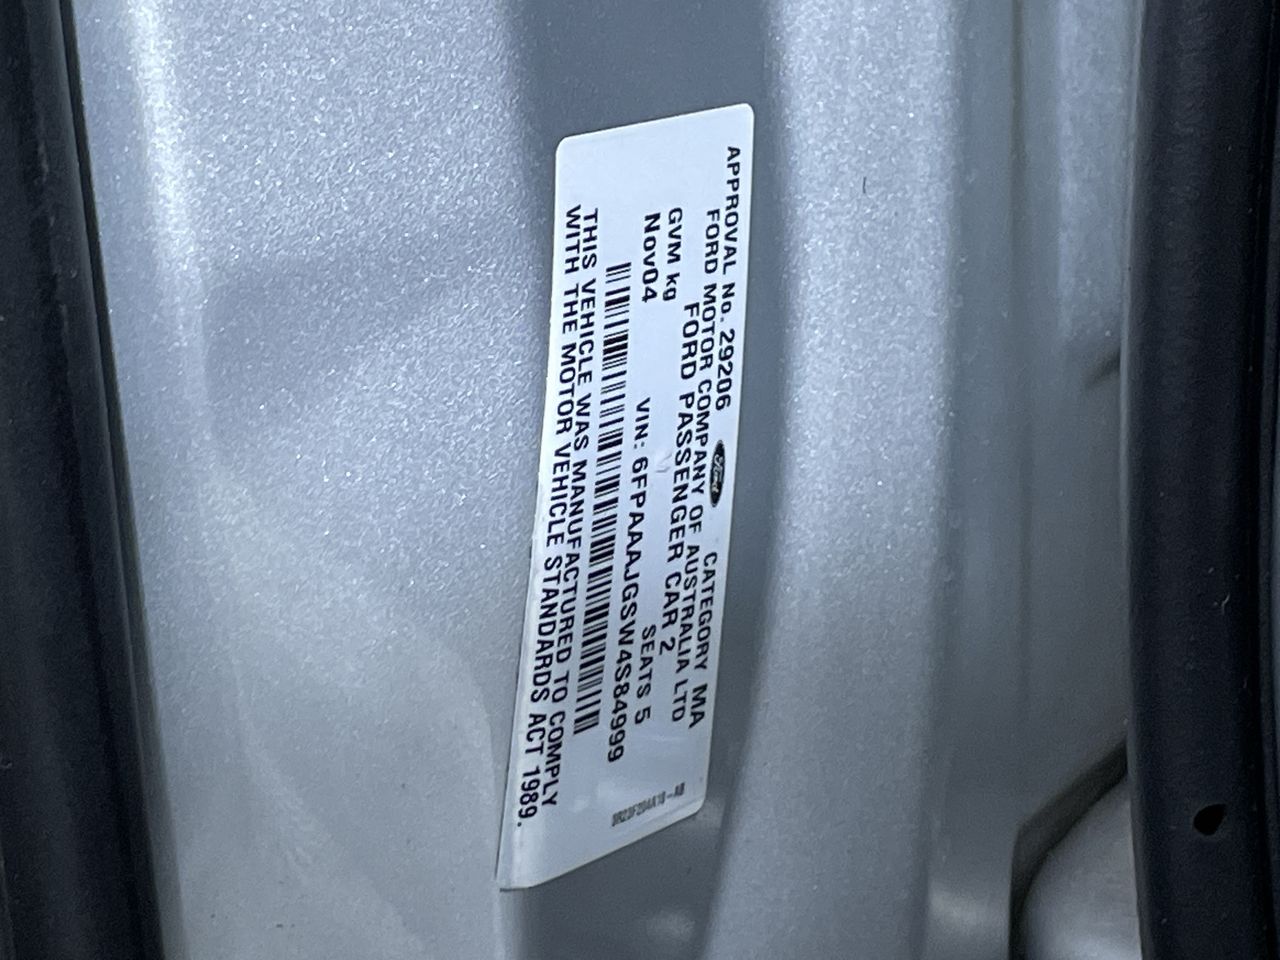 APPROVAL No. 29206 Ford CATEGORY MA
FORD MOTOR COMPANY OF AUSTRALIA LTD
FORD PASSENGER CAR 2
GVM kg SEATS 5
Nov04 VIN: 6FPAAAJGSW4S84999
THIS VEHICLE WAS MANUFACTURED TO COMPLY
WITH THE MOTOR VEHICLE STANDARDS ACT 1989.